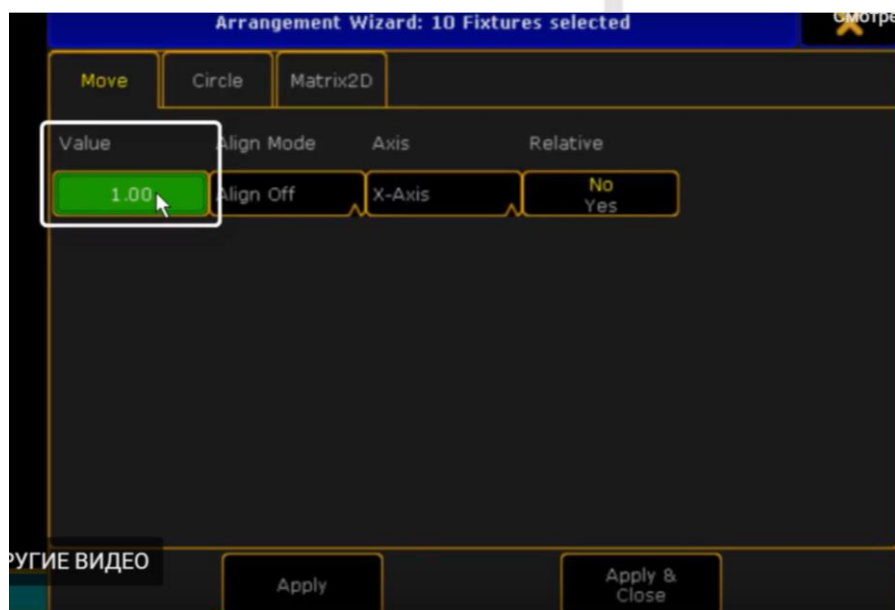 Arrangement Wizard: 10 Fixtures selected
Смотре
Move Circle Matrix2D
Value Align Mode Axis Relative
1.00 Align Off X-Axis No
Yes
РУГИЕ ВИДЕО
Apply Apply &
Close